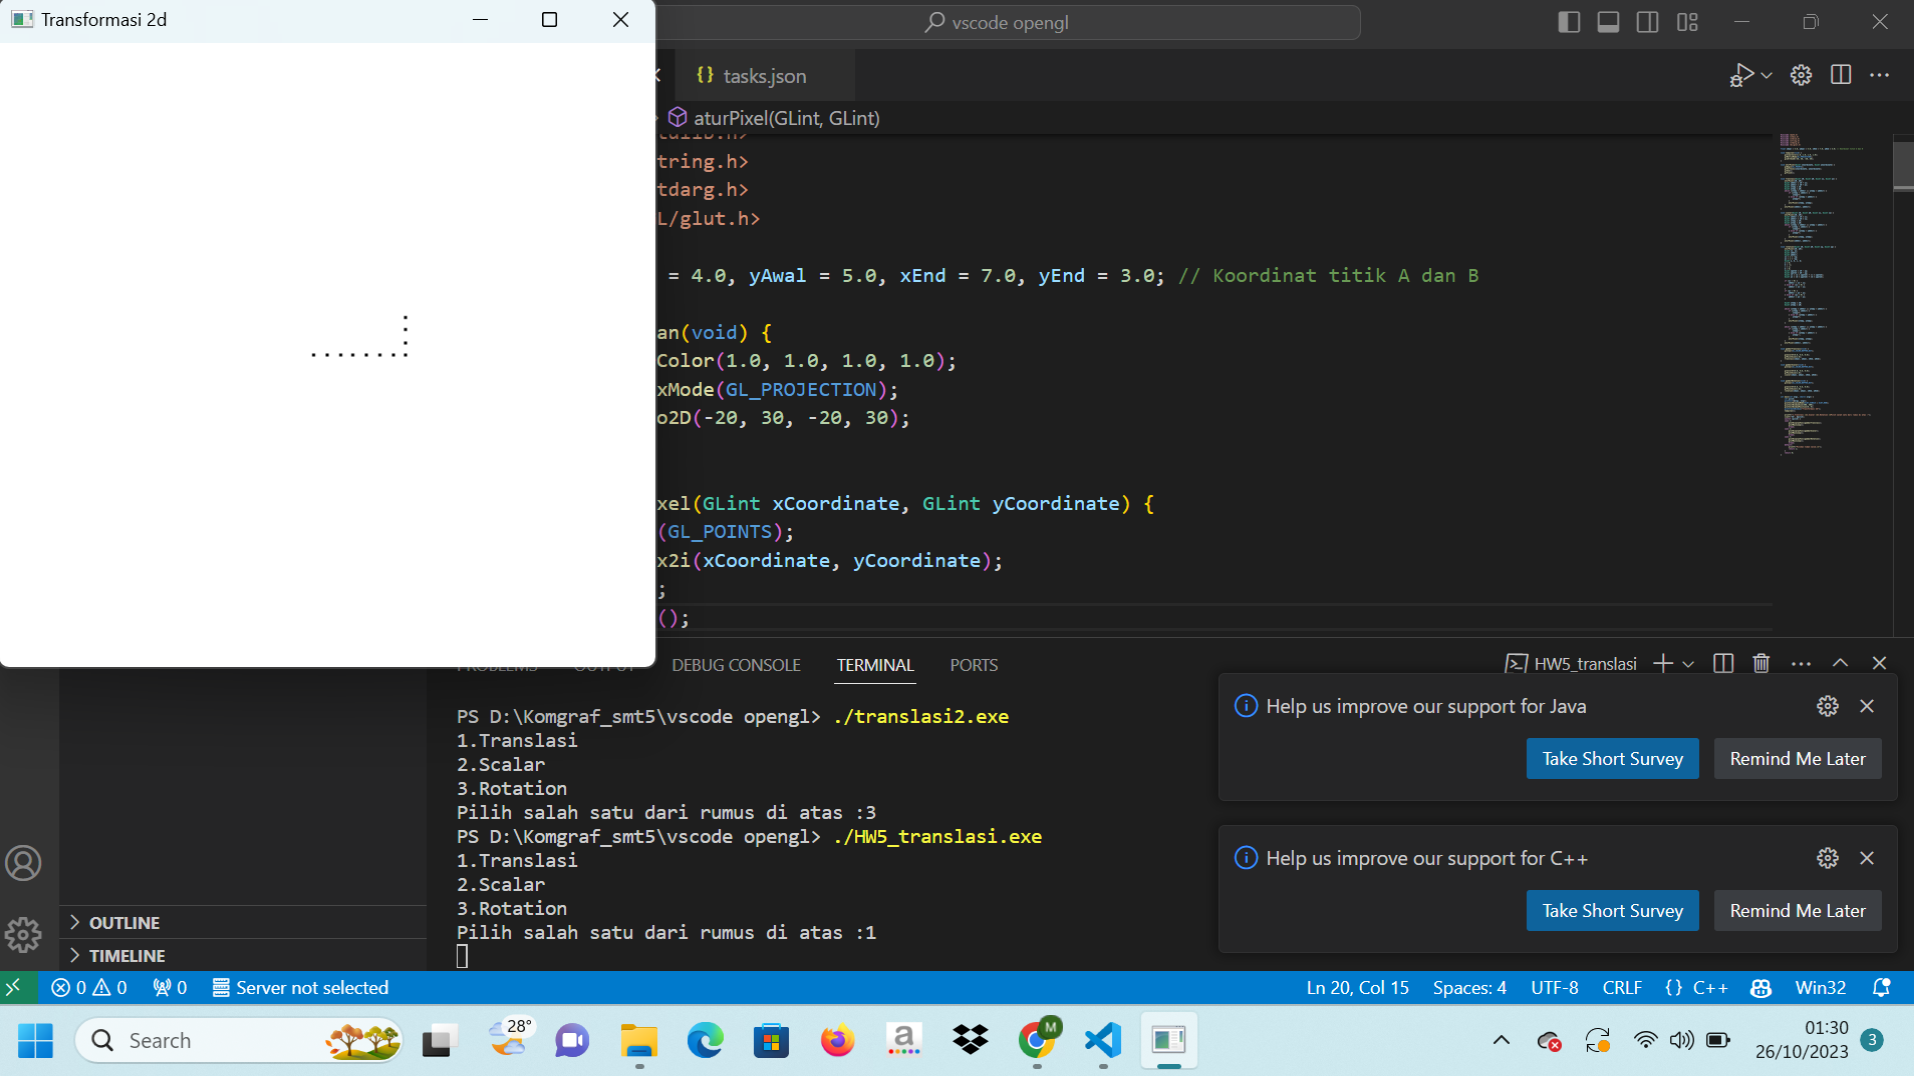 Transformasi 2d
vscode opengl
{} tasks.json
aturPixel(GLint, GLint)
tdlib.h>
tring.h>
tdarg.h>
L/glut.h>
= 4.0, yAwal = 5.0, xEnd = 7.0, yEnd = 3.0; // Koordinat titik A dan B
an(void) {
Color(1.0, 1.0, 1.0, 1.0);
xMode(GL_PROJECTION);
o2D(-20, 30, -20, 30);
xel(GLint xCoordinate, GLint yCoordinate) {
(GL_POINTS);
x2i(xCoordinate, yCoordinate);
;
();
PROBLEMS OUTPUT DEBUG CONSOLE TERMINAL PORTS
HW5_translasi
PS D:\Komgraf_smt5\vscode opengl> ./translasi2.exe
1.Translasi
2.Scalar
3.Rotation
Pilih salah satu dari rumus di atas :3
PS D:\Komgraf_smt5\vscode opengl> ./HW5_translasi.exe
1.Translasi
2.Scalar
3.Rotation
Pilih salah satu dari rumus di atas :1
Help us improve our support for Java
Take Short Survey Remind Me Later
Help us improve our support for C++
Take Short Survey Remind Me Later
OUTLINE
TIMELINE
0 0 0 Server not selected Ln 20, Col 15 Spaces: 4 UTF-8 CRLF {} C++ Win32
Search 28° a M 01:30
26/10/2023 3